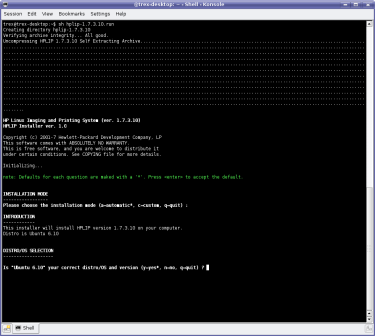 @trex-desktop: ~ - Shell - Konsole
Session Edit View Bookmarks Settings Help
trex@trex-desktop:~$ sh hplip-1.7.3.10.run
Creating directory hplip-1.7.3.10
Verifying archive integrity... All good.
Uncompressing HPLIP 1.7.3.10 Self Extracting Archive..............
HP Linux Imaging and Printing System (ver. 1.7.3.10)
HPLIP Installer ver. 1.0
Copyright (c) 2001-7 Hewlett-Packard Development Company, LP
This software comes with ABSOLUTELY NO WARRANTY.
This is free software, and you are welcome to distribute it
under certain conditions. See COPYING file for more details.
Initializing...
note: Defaults for each question are maked with a '*'. Press <enter> to accept the default.
INSTALLATION MODE
-----------------
Please choose the installation mode (a=automatic*, c=custom, q=quit) :
INTRODUCTION
------------
This installer will install HPLIP version 1.7.3.10 on your computer.
Distro is Ubuntu 6.10
DISTRO/OS SELECTION
-------------------
Is "Ubuntu 6.10" your correct distro/OS and version (y=yes*, n=no, q=quit) ?
Shell